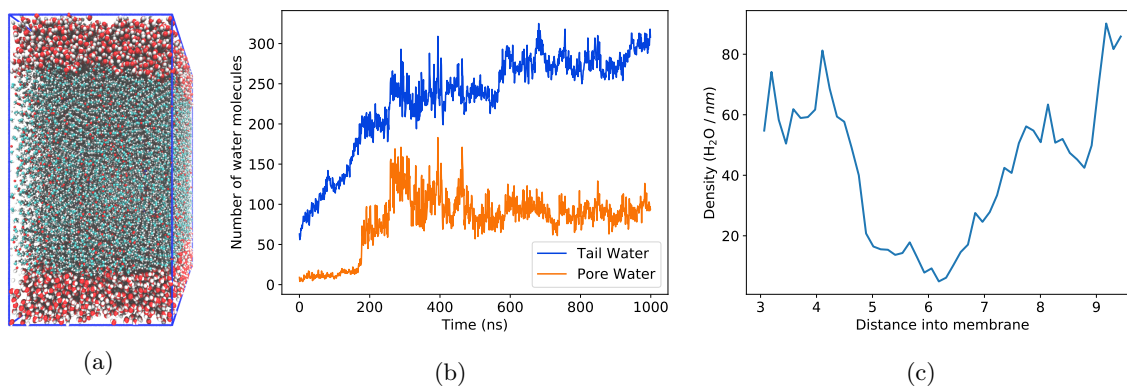 Number of water molecules
300
250
200
150
100
50
0
0 200 400 600 800 1000
Time (ns)
Tail Water
Pore Water
Density (H₂O / nm)
80
60
40
20
3 4 5 6 7 8 9
Distance into membrane
(a)
(b)
(c)